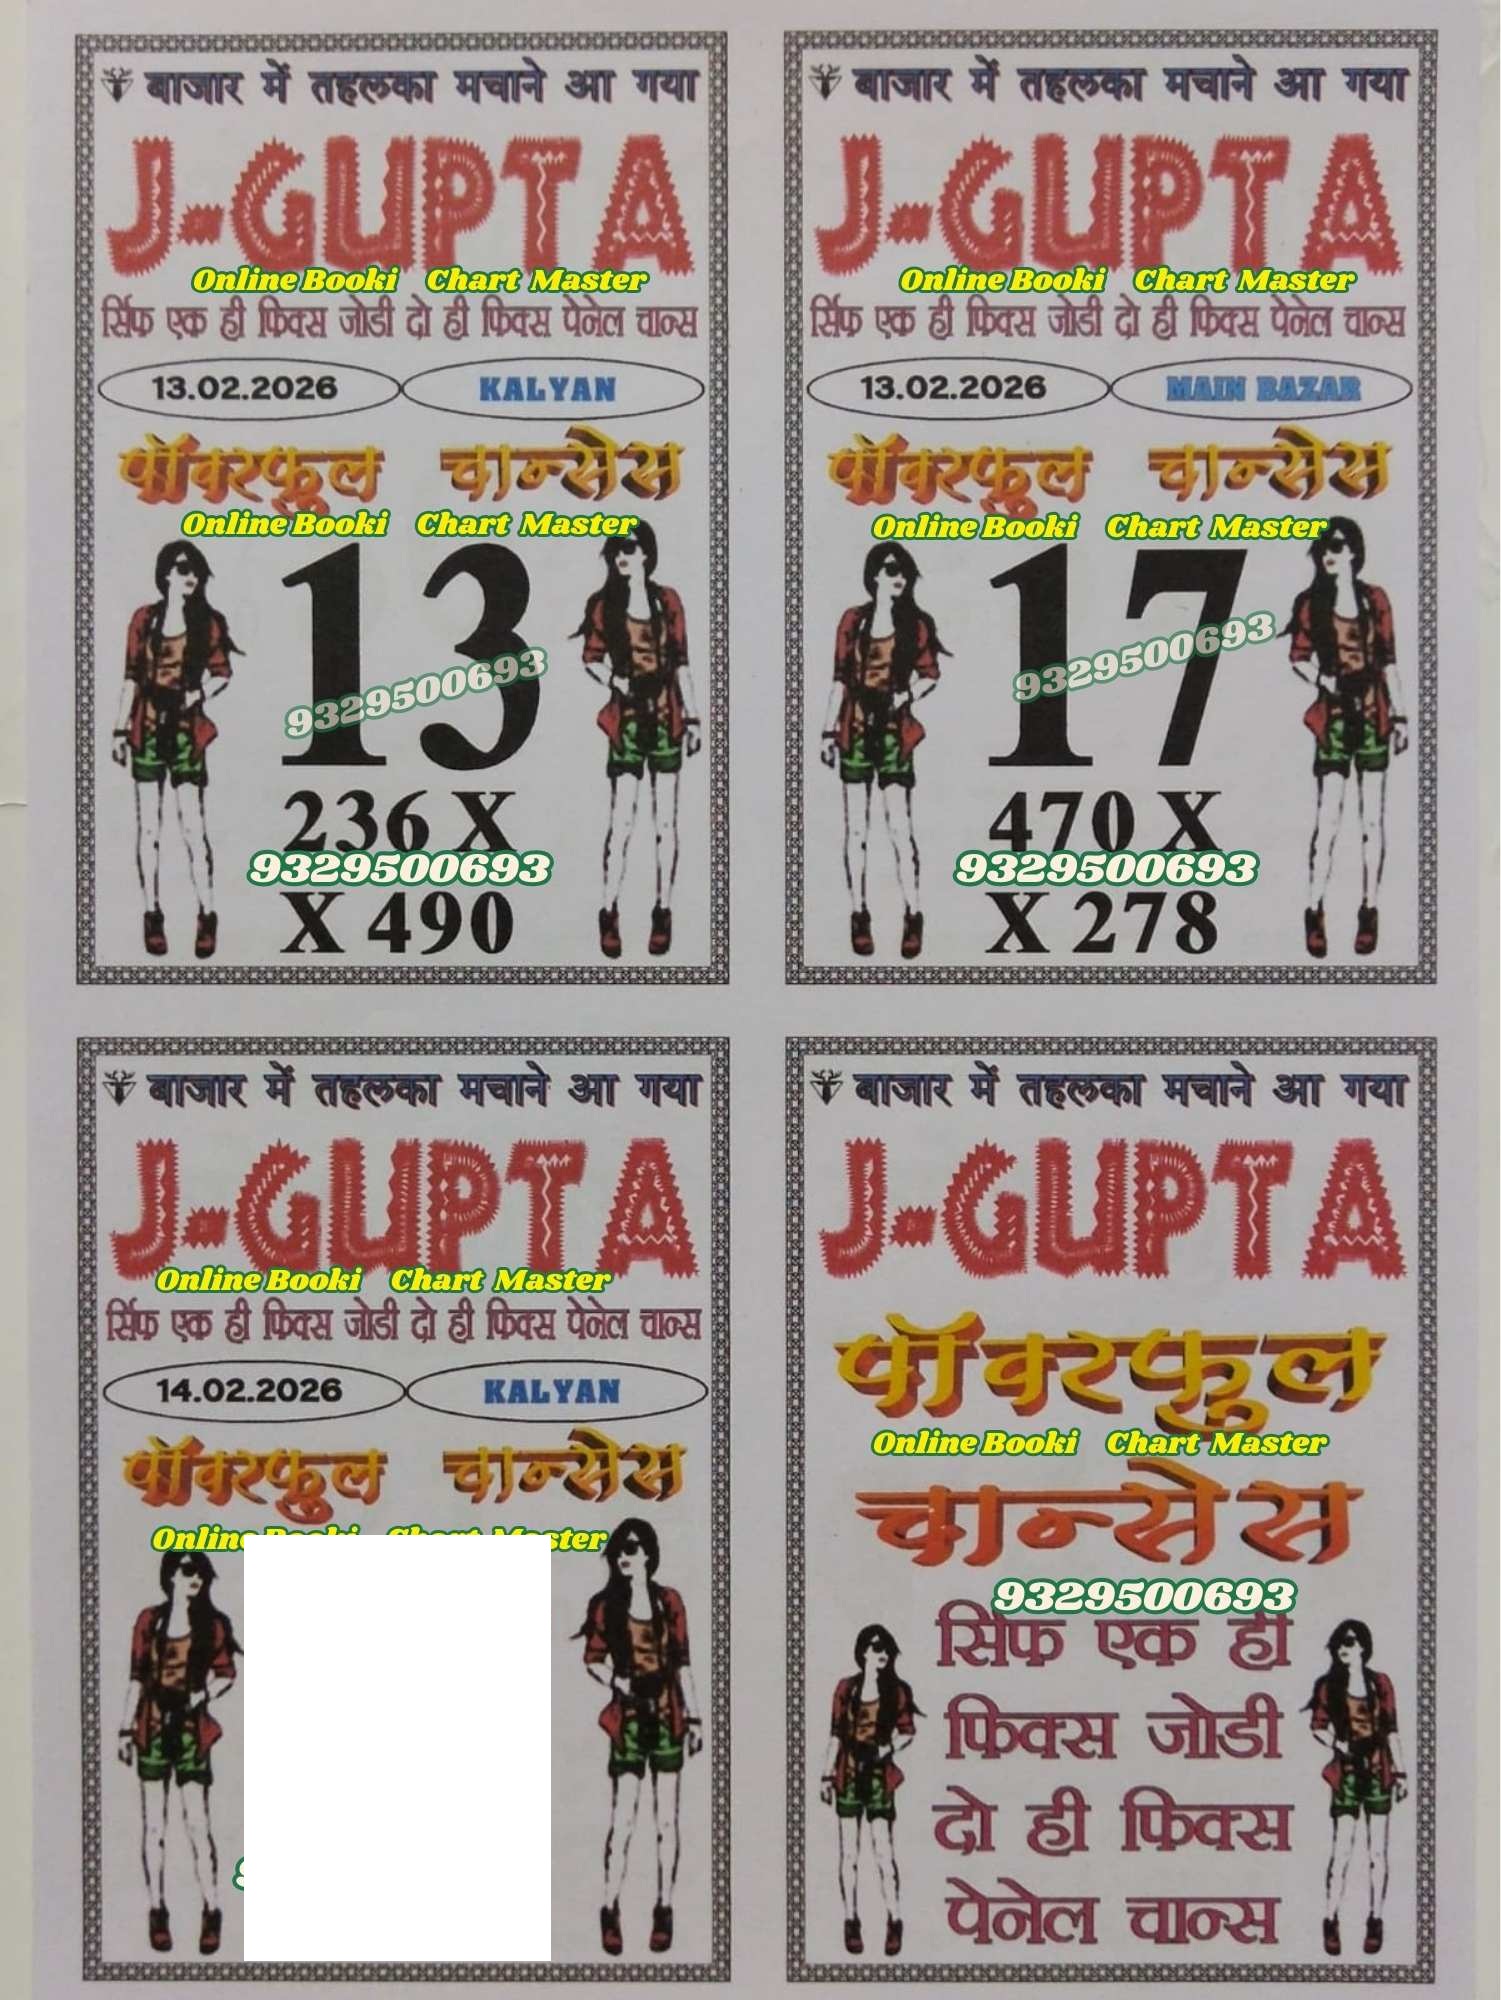 बाजार में तहलका मचाने आ गया
J-GUPTA
Online Booki Chart Master
सिर्फ एक ही फिक्स जोडी दो ही फिक्स पेनेल चान्स
13.02.2026 KALYAN
पॉवरफुल चान्सेस
Online Booki Chart Master
13
9329500693
236 X
9329500693
X 490
बाजार में तहलका मचाने आ गया
J-GUPTA
Online Booki Chart Master
सिर्फ एक ही फिक्स जोडी दो ही फिक्स पेनेल चान्स
13.02.2026 MAIN BAZAR
पॉवरफुल चान्सेस
Online Booki Chart Master
17
9329500693
470 X
9329500693
X 278
बाजार में तहलका मचाने आ गया
J-GUPTA
Online Booki Chart Master
सिर्फ एक ही फिक्स जोडी दो ही फिक्स पेनेल चान्स
14.02.2026 KALYAN
पॉवरफुल चान्सेस
बाजार में तहलका मचाने आ गया
J-GUPTA
पॉवरफुल
Online Booki Chart Master
चान्सेस
9329500693
सिर्फ एक ही
फिक्स जोडी
दो ही फिक्स
पेनेल चान्स